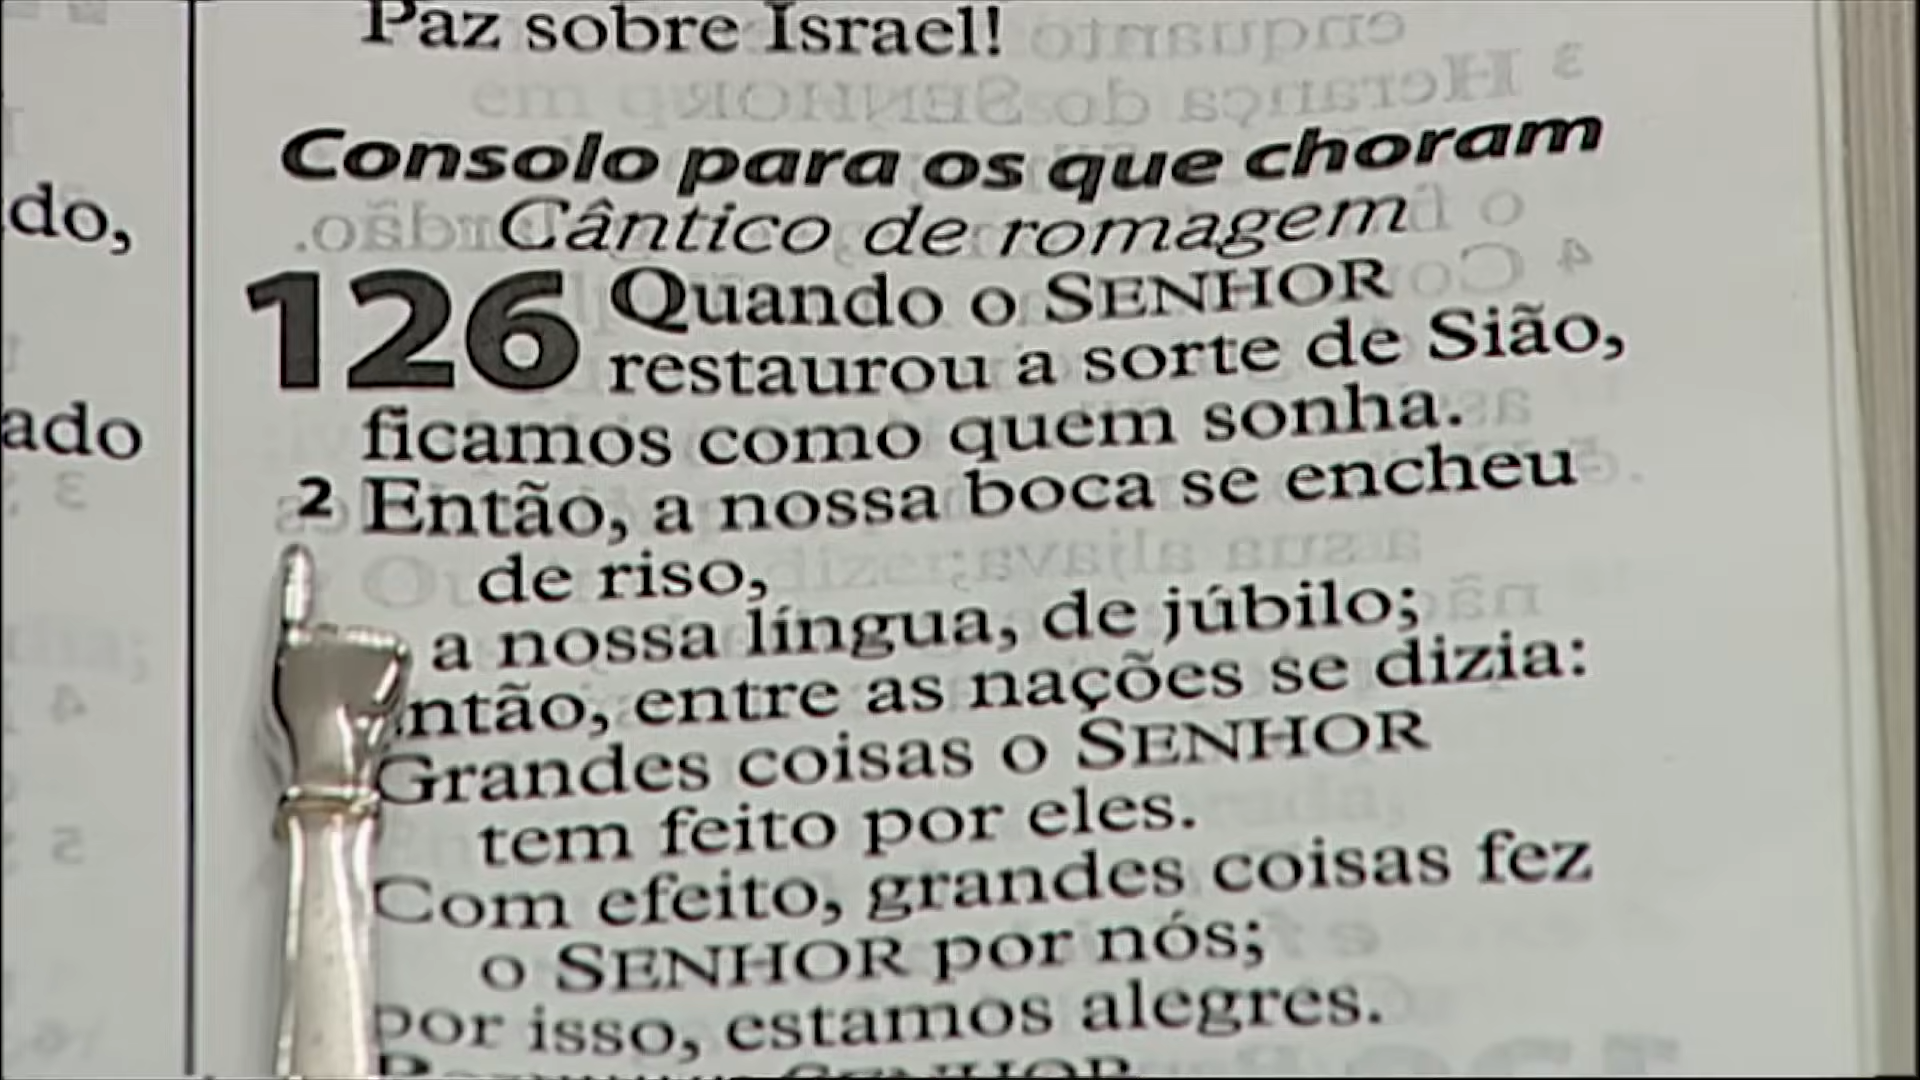 Paz sobre Israel!
Consolo para os que choram
Cântico de romagem
do,
126 Quando o SENHOR
restaurou a sorte de Sião,
ficamos como quem sonha.
ado
2 Então, a nossa boca se encheu
de riso,
a nossa língua, de júbilo;
ntão, entre as nações se dizia:
Grandes coisas o SENHOR
tem feito por eles.
Com efeito, grandes coisas fez
o SENHOR por nós;
por isso, estamos alegres.
SENHOR